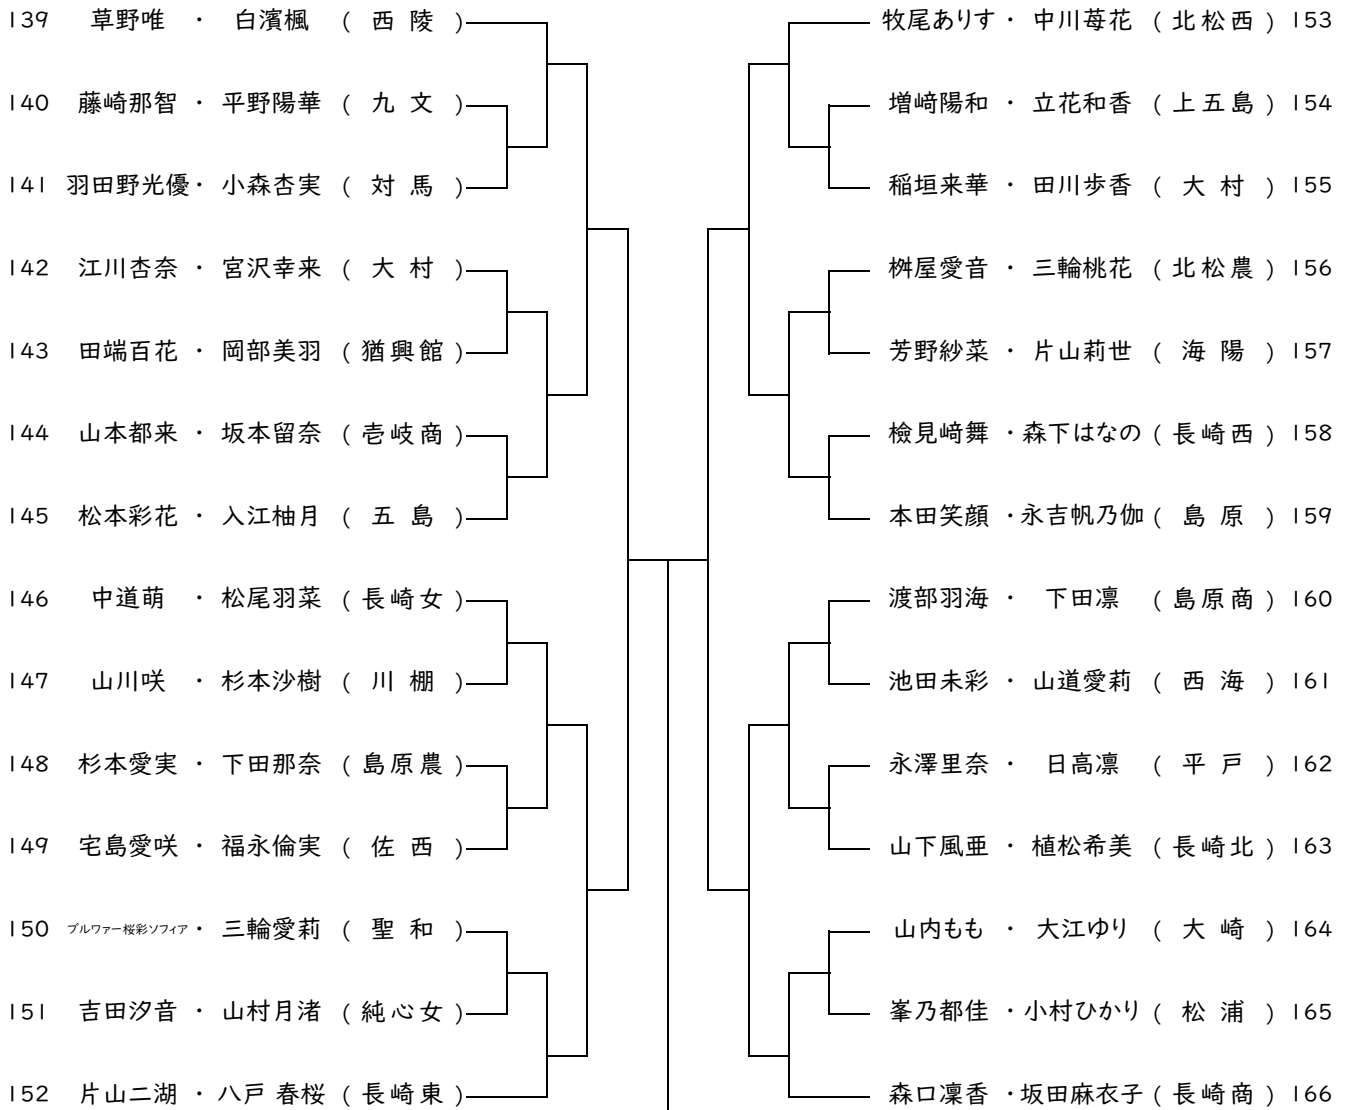 139 草野唯 ・ 白濱楓 ( 西 陵 )
140 藤崎那智 ・ 平野陽華 ( 九 文 )
141 羽田野光優・ 小森杏実 ( 対 馬 )
142 江川杏奈 ・ 宮沢幸来 ( 大 村 )
143 田端百花 ・ 岡部美羽 ( 猶興館 )
144 山本都来 ・ 坂本留奈 ( 壱岐商 )
145 松本彩花 ・ 入江柚月 ( 五 島 )
146 中道萌 ・ 松尾羽菜 ( 長崎女 )
147 山川咲 ・ 杉本沙樹 ( 川 棚 )
148 杉本愛実 ・ 下田那奈 ( 島原農 )
149 宅島愛咲 ・ 福永倫実 ( 佐 西 )
150 ブルワァー桜彩ソフィア・ 三輪愛莉 ( 聖 和 )
151 吉田汐音 ・ 山村月渚 ( 純心女 )
152 片山二湖 ・ 八戸 春桜 ( 長崎東 )
牧尾ありす ・ 中川苺花 ( 北松西 ) 153
増﨑陽和 ・ 立花和香 ( 上五島 ) 154
稲垣来華 ・ 田川歩香 ( 大 村 ) 155
桝屋愛音 ・ 三輪桃花 ( 北松農 ) 156
芳野紗菜 ・ 片山莉世 ( 海 陽 ) 157
檢見﨑舞 ・森下はなの ( 長崎西 ) 158
本田笑顔 ・永吉帆乃伽 ( 島 原 ) 159
渡部羽海 ・ 下田凛 ( 島原商 ) 160
池田未彩 ・ 山道愛莉 ( 西 海 ) 161
永澤里奈 ・ 日高凛 ( 平 戸 ) 162
山下風亜 ・ 植松希美 ( 長崎北 ) 163
山内もも ・ 大江ゆり ( 大 崎 ) 164
峯乃都佳 ・小村ひかり ( 松 浦 ) 165
森口凜香 ・坂田麻衣子 ( 長崎商 ) 166